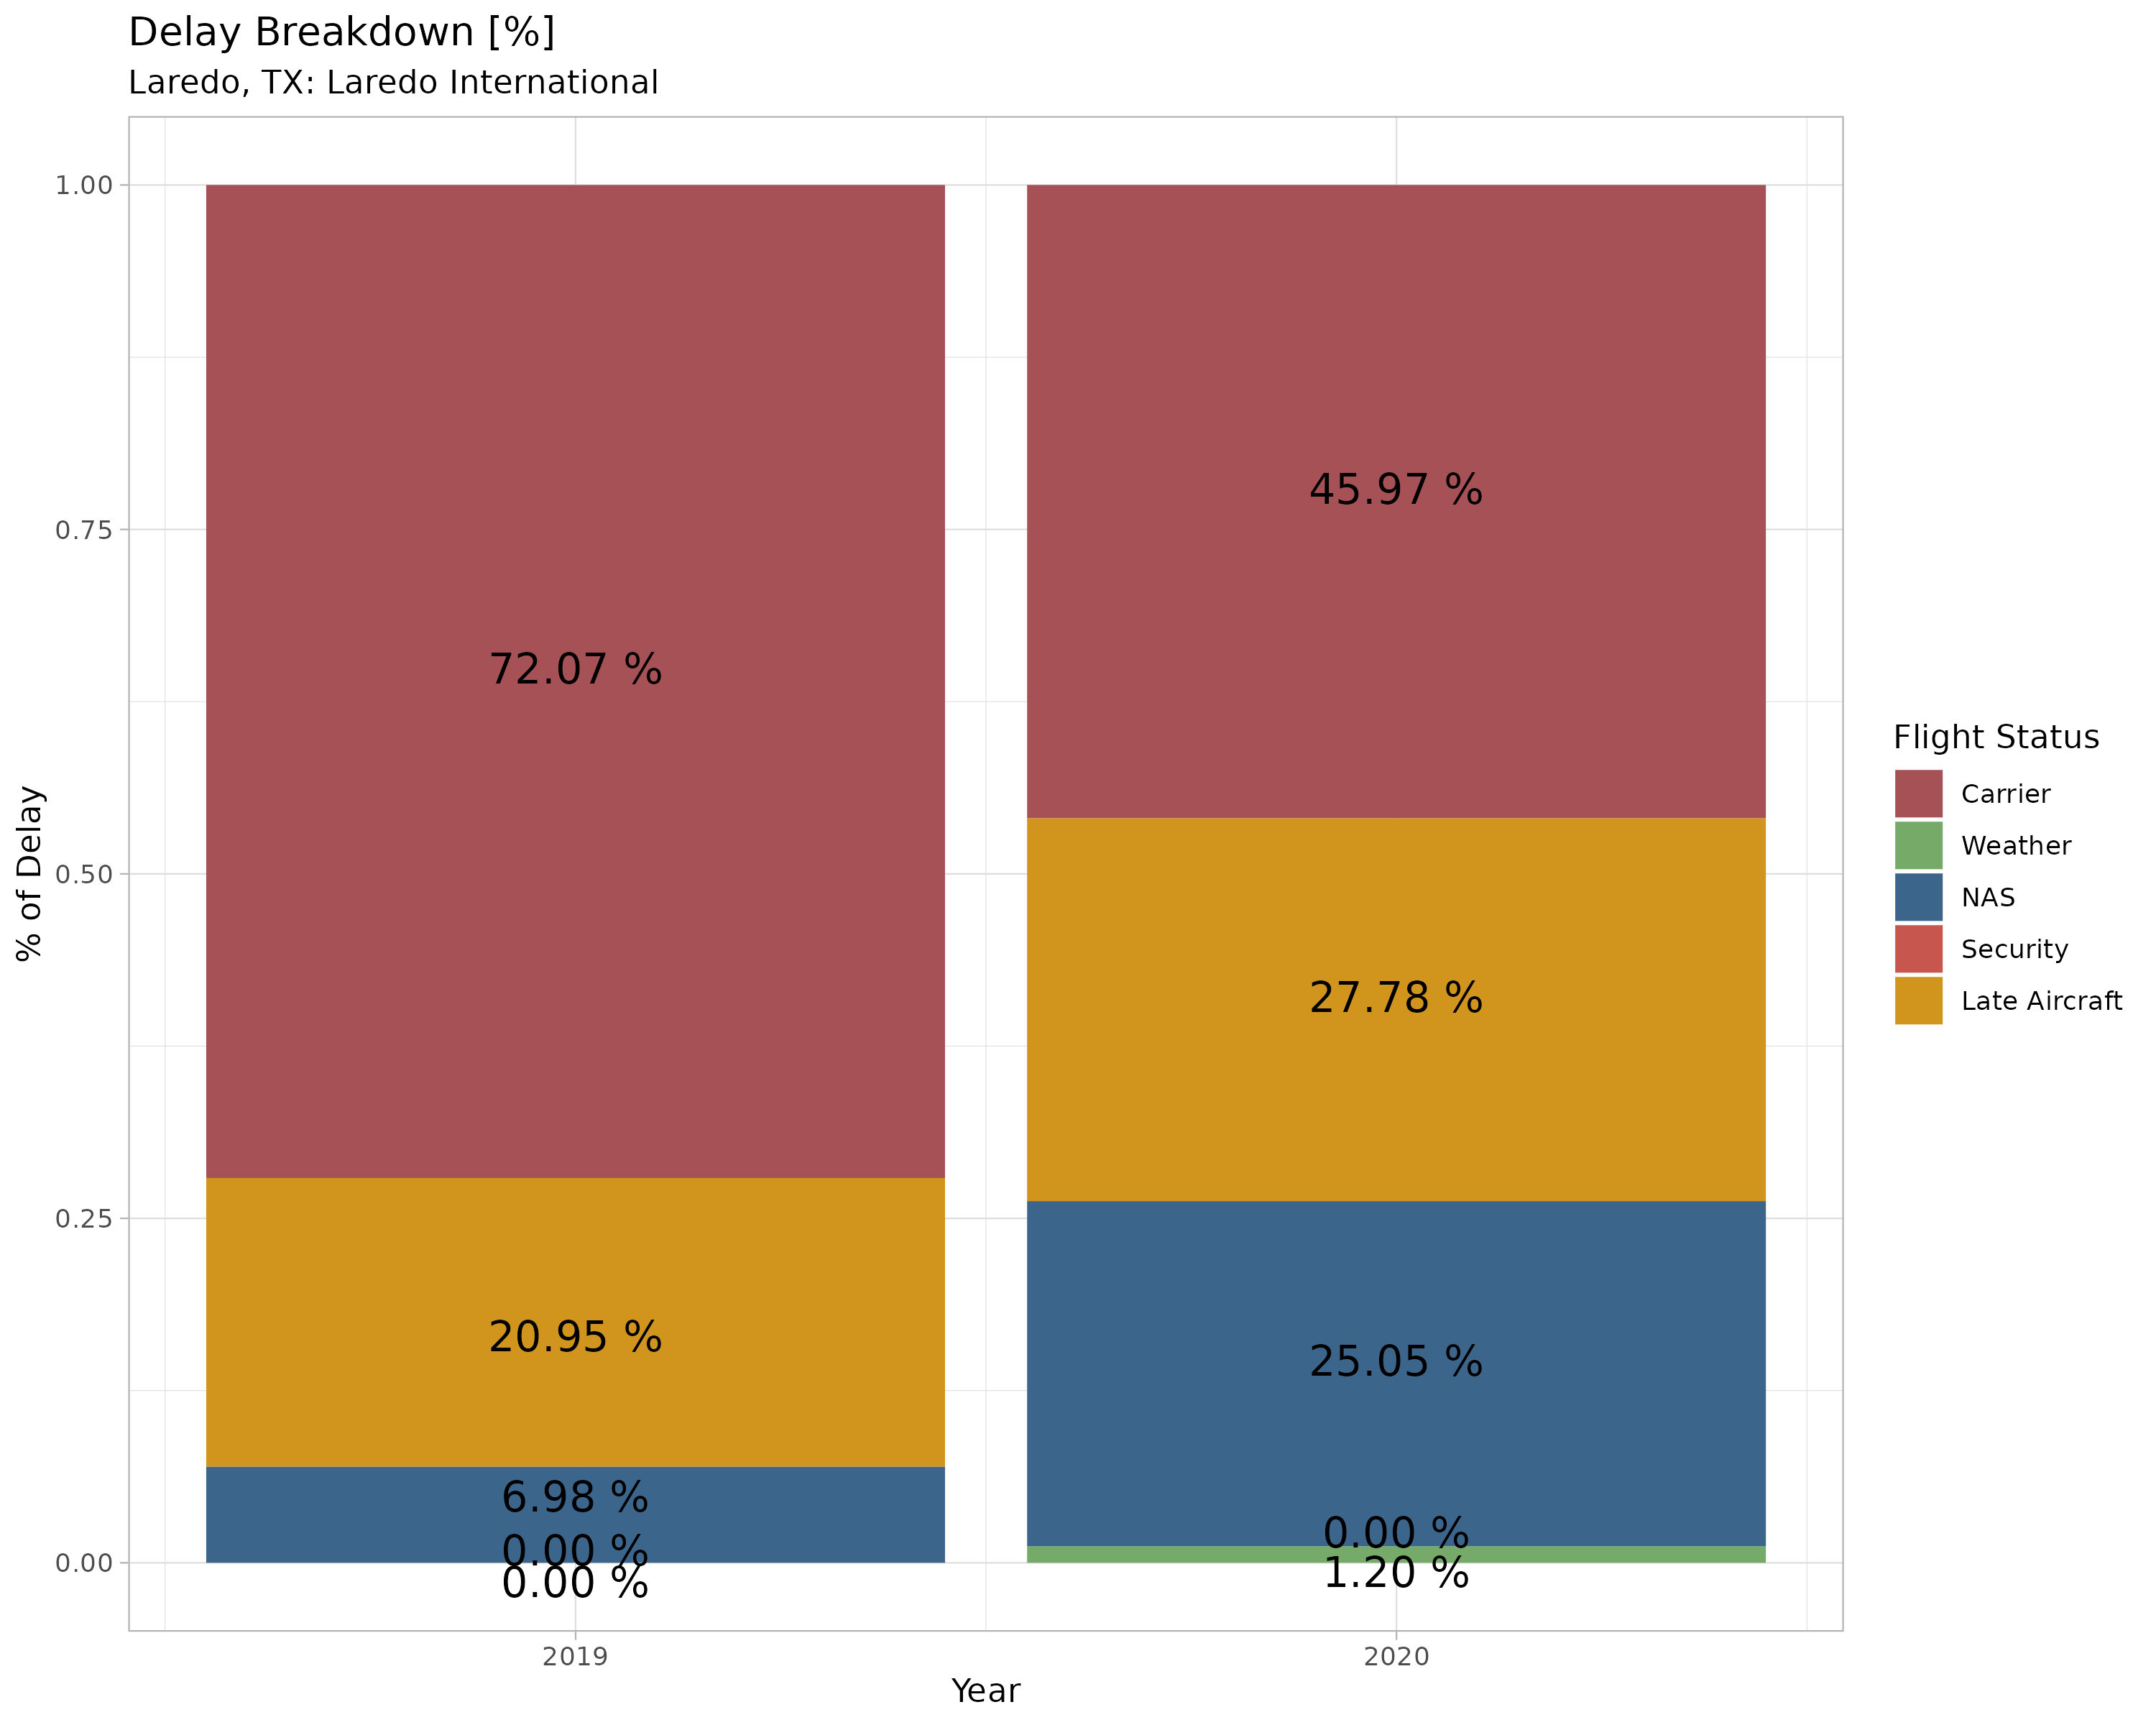 Delay Breakdown [%]
Laredo, TX: Laredo International
1.00
0.75
0.50
0.25
0.00
% of Delay
72.07 %
20.95 %
6.98 %
0.00 %
0.00 %
45.97 %
27.78 %
25.05 %
0.00 %
1.20 %
2019
2020
Year
Flight Status
Carrier
Weather
NAS
Security
Late Aircraft